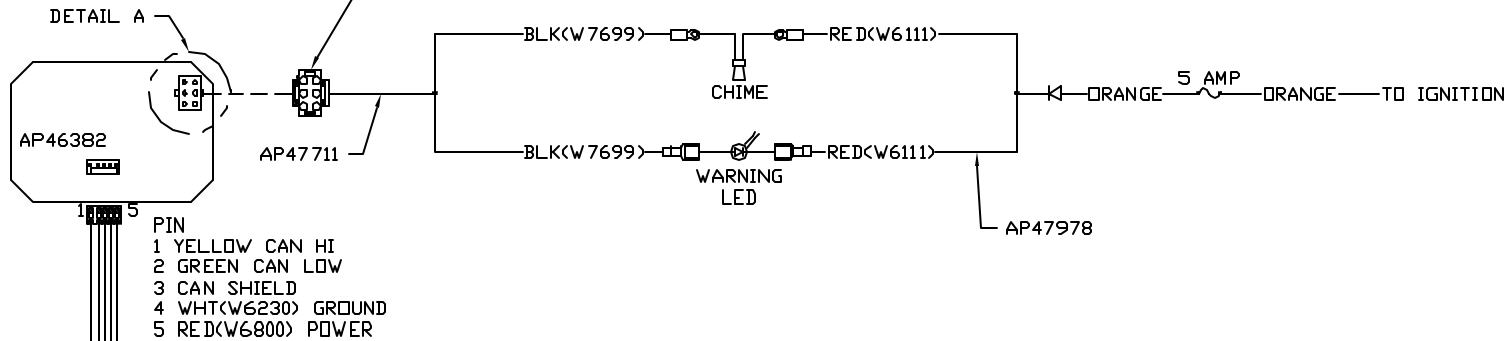 DETAIL A
BLK(W7699)
RED(W6111)
CHIME
5 AMP
ORANGE
ORANGE
TO IGNITION
AP46382
AP47711
BLK(W7699)
RED(W6111)
WARNING
LED
AP47978
1
5
PIN
1 YELLOW CAN HI
2 GREEN CAN LOW
3 CAN SHIELD
4 WHT(W6230) GROUND
5 RED(W6800) POWER